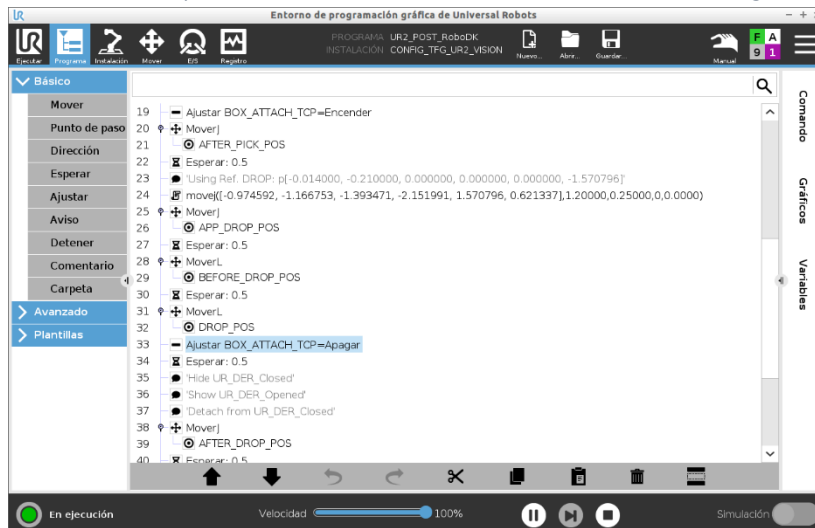 Entorno de programación gráfica de Universal Robots
Ejecutar Programa Instalación Mover E/S Registro
PROGRAMA UR2_POST_RoboDK
INSTALACIÓN CONFIG_TFG_UR2_VISION
Nuevo... Abrir... Guardar...
Manual
F A
9 1
Básico
Mover
Punto de paso
Dirección
Esperar
Ajustar
Aviso
Detener
Comentario
Carpeta
Avanzado
Plantillas
19 Ajustar BOX_ATTACH_TCP=Encender
20 MoverJ
21 AFTER_PICK_POS
22 Esperar: 0.5
23 'Using Ref. DROP: p[-0.014000, -0.210000, 0.000000, 0.000000, 0.000000, -1.570796]'
24 movej([-0.974592, -1.166753, -1.393471, -2.151991, 1.570796, 0.621337],1.20000,0.25000,0,0.0000)
25 MoverJ
26 APP_DROP_POS
27 Esperar: 0.5
28 MoverL
29 BEFORE_DROP_POS
30 Esperar: 0.5
31 MoverL
32 DROP_POS
33 Ajustar BOX_ATTACH_TCP=Apagar
34 Esperar: 0.5
35 'Hide UR_DER_Closed'
36 'Show UR_DER_Opened'
37 'Detach from UR_DER_Closed'
38 MoverJ
39 AFTER_DROP_POS
40 Esperar: 0.5
Comando
Gráficos
Variables
En ejecución
Velocidad 100%
Simulación